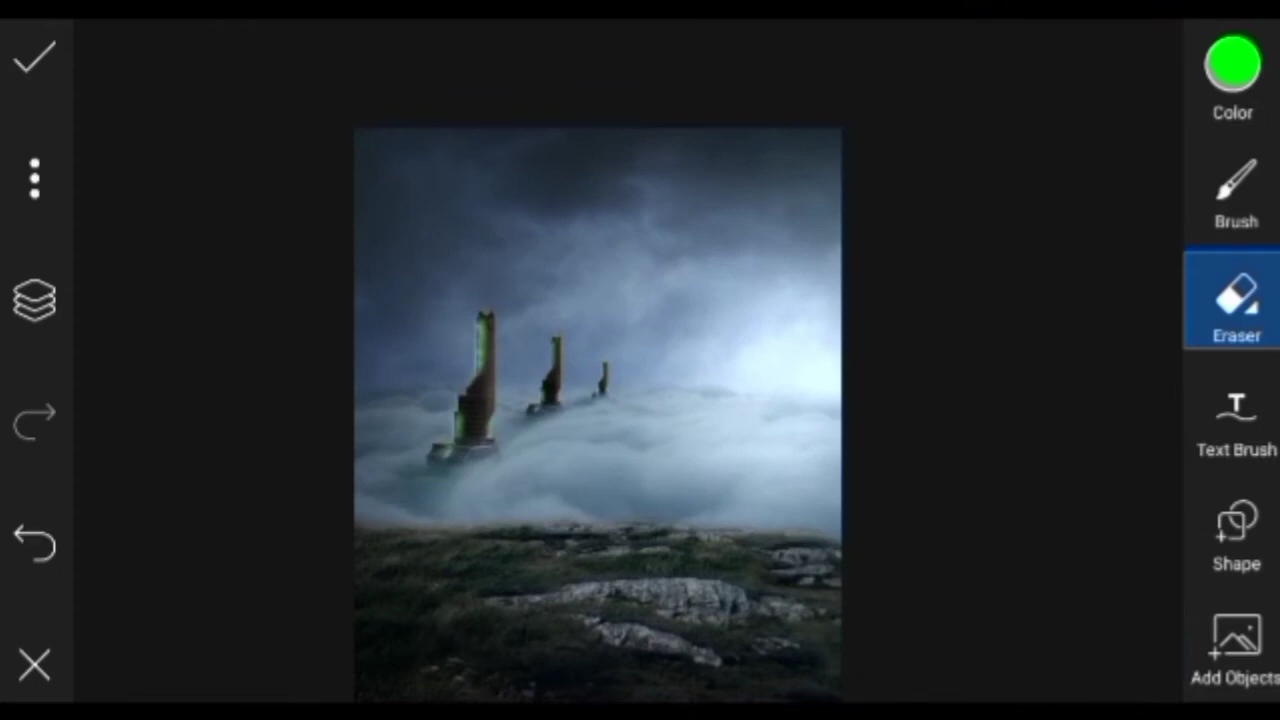 Color
Brush
Eraser
T
Text Brush
Shape
Add Objects